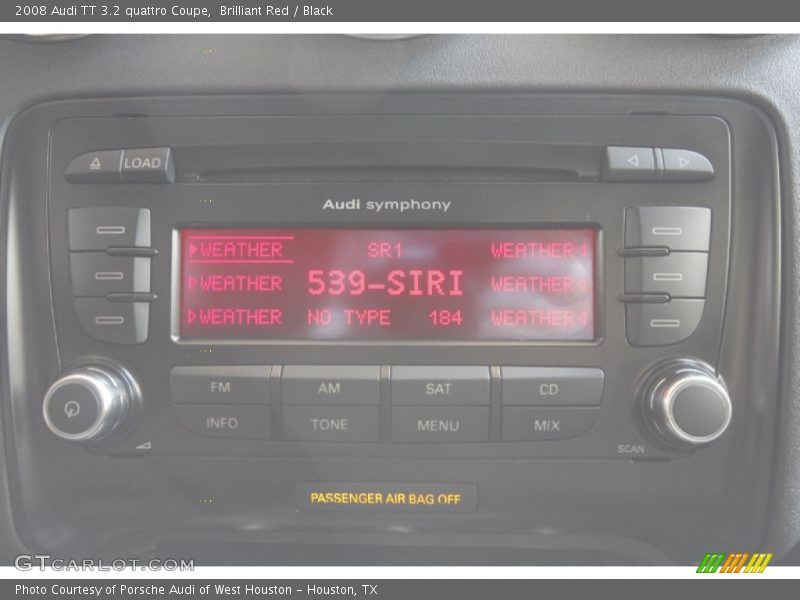 2008 Audi TT 3.2 quattro Coupe,  Brilliant Red / Black
LOAD
Audi symphony
WEATHER SR1 WEATHER
WEATHER 539-SIRI WEATHER
WEATHER NO TYPE 184 WEATHER
FM AM SAT CD
INFO TONE MENU MIX
SCAN
PASSENGER AIR BAG OFF
GTCARLOT.COM
Photo Courtesy of Porsche Audi of West Houston - Houston, TX